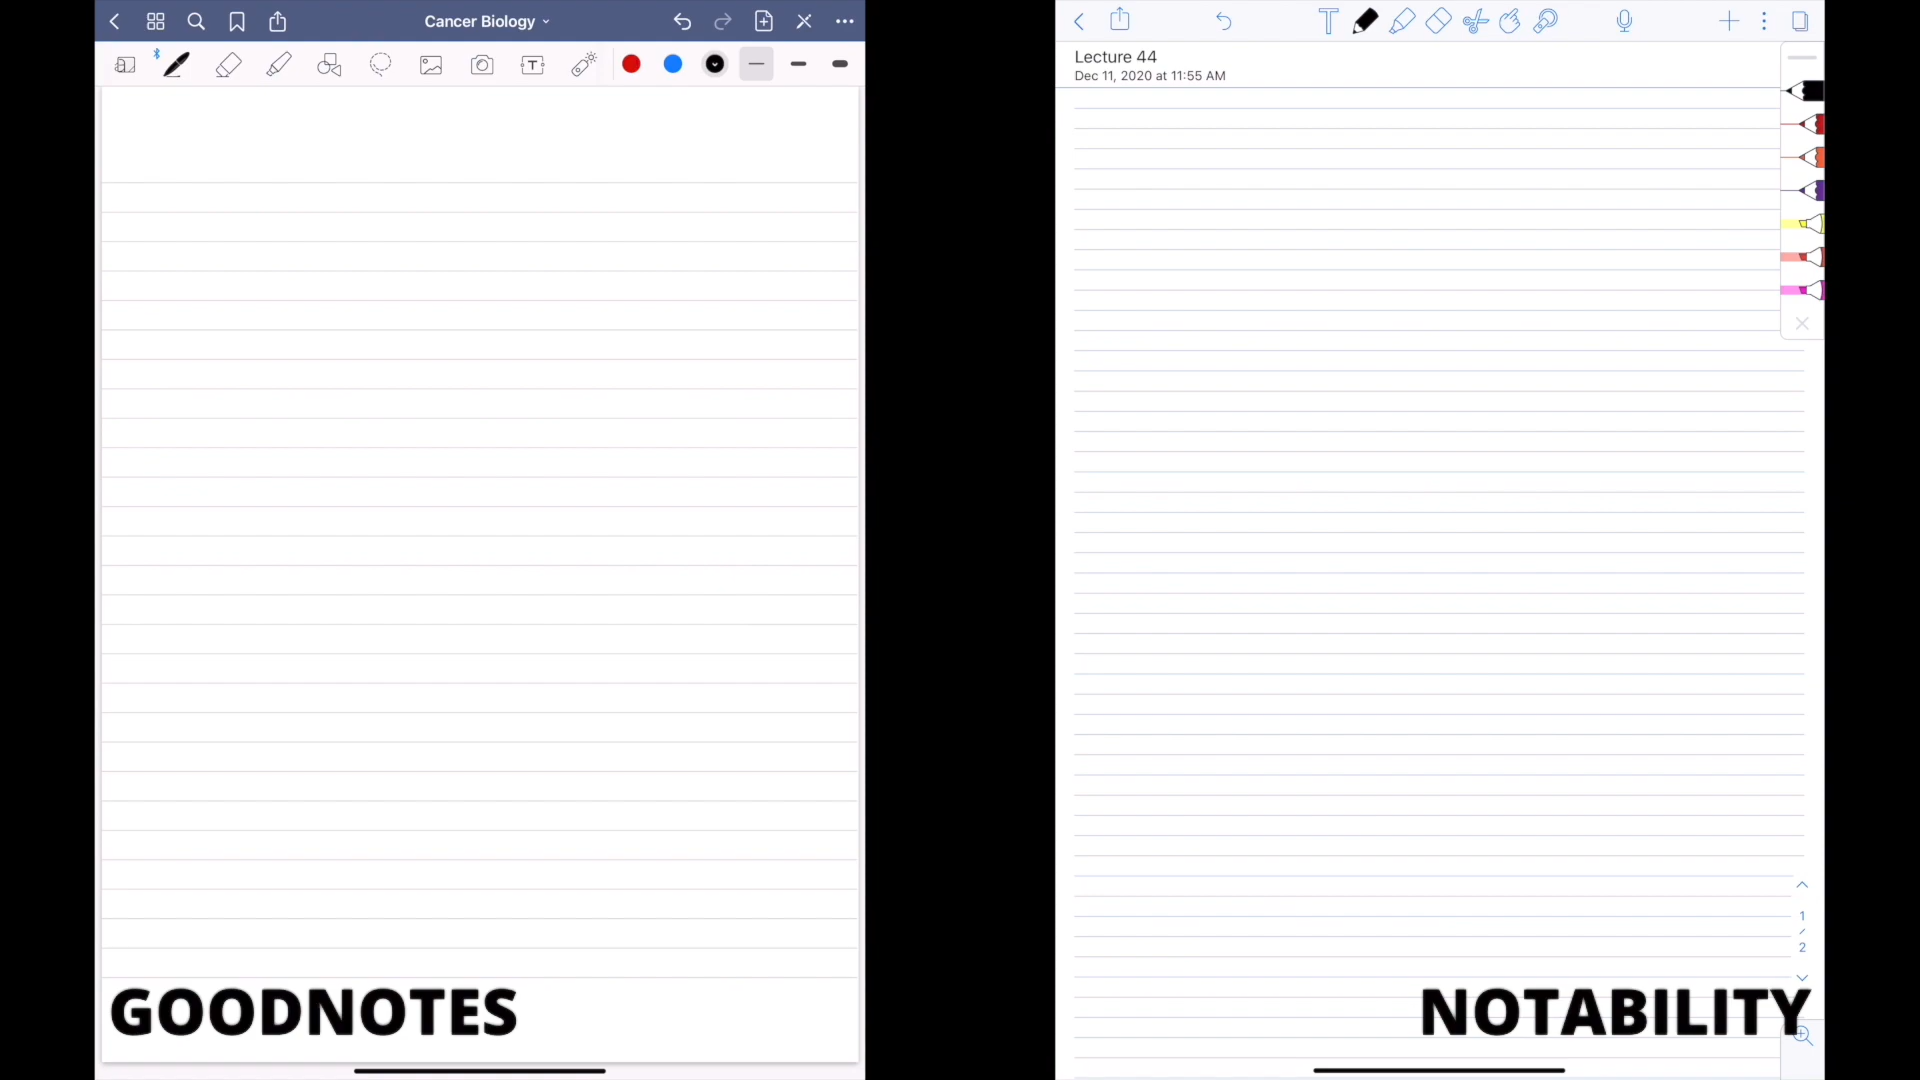 Cancer Biology
T
GOODNOTES
T
Lecture 44
Dec 11, 2020 at 11:55 AM
1
/
2
NOTABILITY